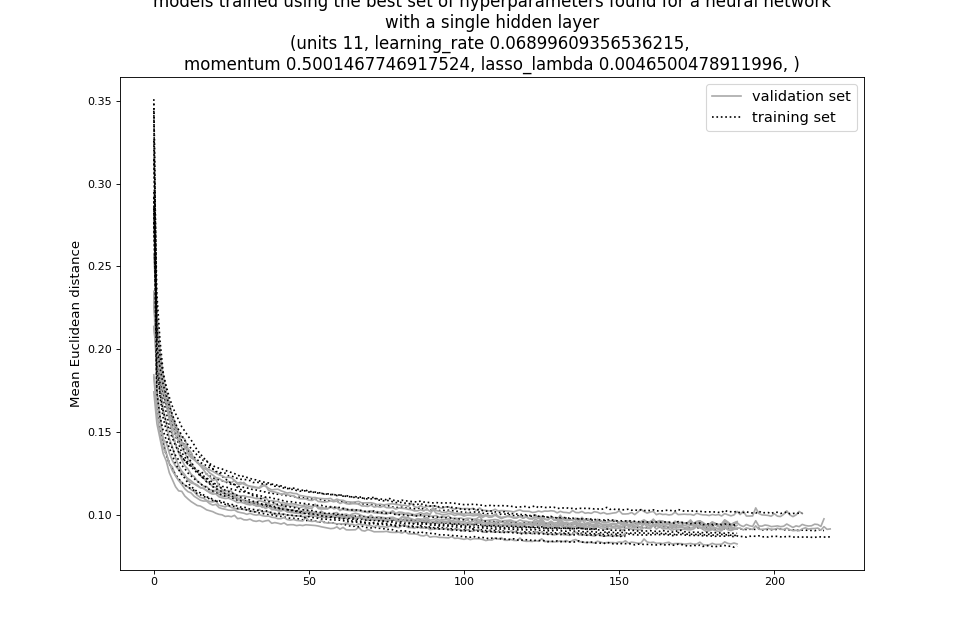 models trained using the best set of hyperparameters found for a neural network
with a single hidden layer
(units 11, learning_rate 0.06899609356536215,
momentum 0.5001467746917524, lasso_lambda 0.0046500478911996, )
validation set
training set
Mean Euclidean distance
0.35
0.30
0.25
0.20
0.15
0.10
0 50 100 150 200